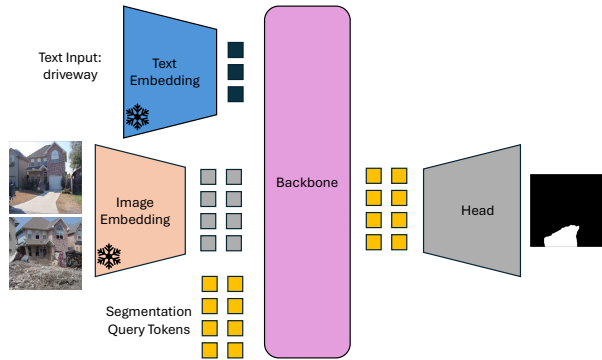 Text Input:
driveway
Text
Embedding
Backbone
Image
Embedding
Head
Segmentation
Query Tokens